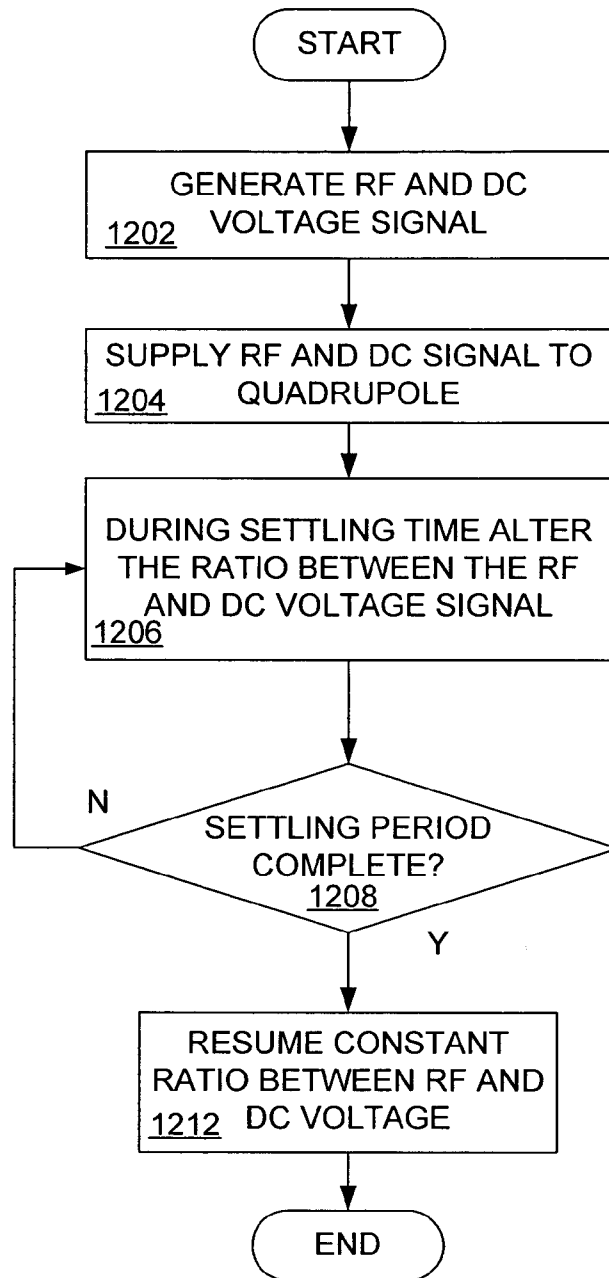 START
GENERATE RF AND DC
VOLTAGE SIGNAL
1202
SUPPLY RF AND DC SIGNAL TO
QUADRUPOLE
1204
DURING SETTLING TIME ALTER
THE RATIO BETWEEN THE RF
AND DC VOLTAGE SIGNAL
1206
N
SETTLING PERIOD
COMPLETE?
1208
Y
RESUME CONSTANT
RATIO BETWEEN RF AND
DC VOLTAGE
1212
END